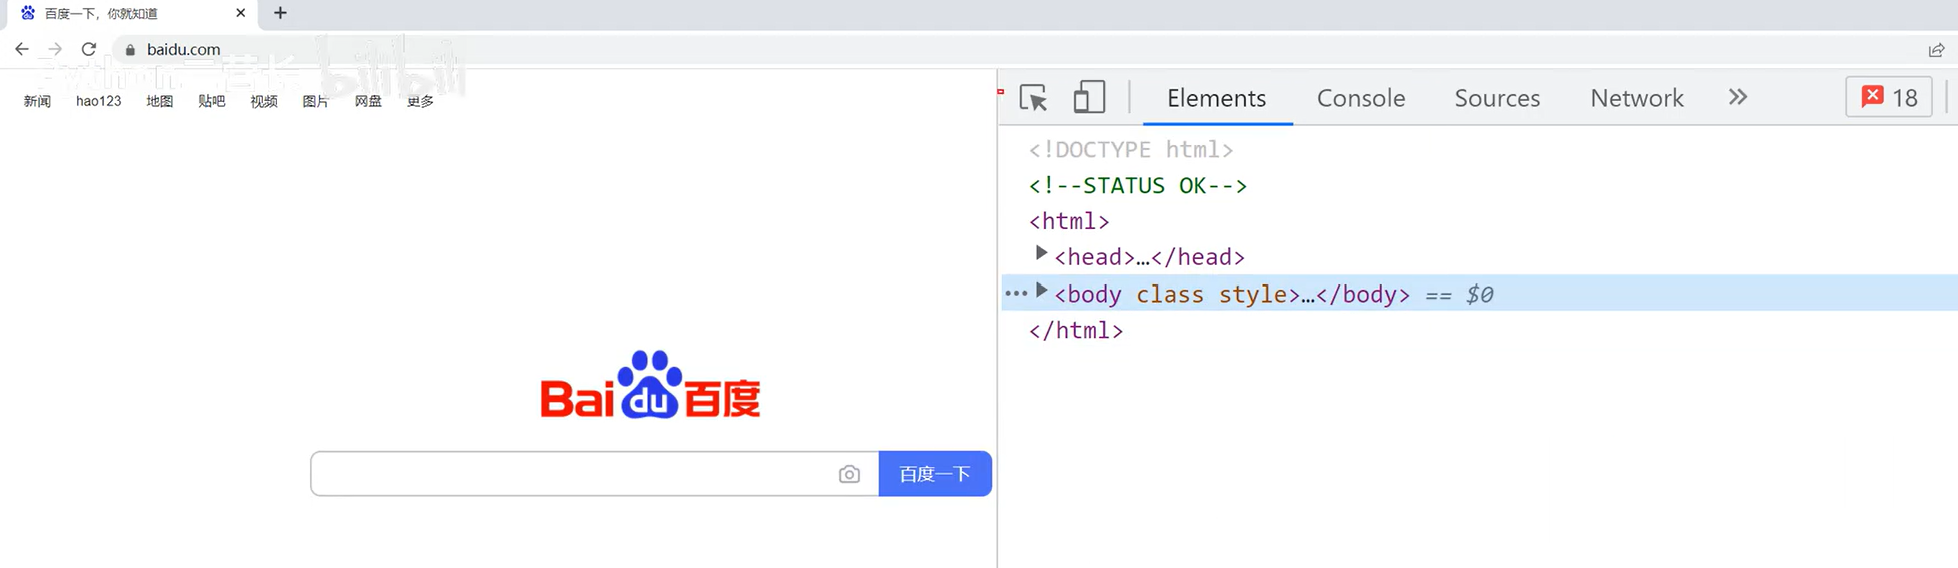 百度一下，你就知道
baidu.com
新闻 hao123 地图 贴吧 视频 图片 网盘 更多
Elements Console Sources Network 18
<!DOCTYPE html>
<!--STATUS OK-->
<html>
<head>…</head>
<body class style>…</body> == $0
</html>
Bai du 百度
百度一下
bilibili